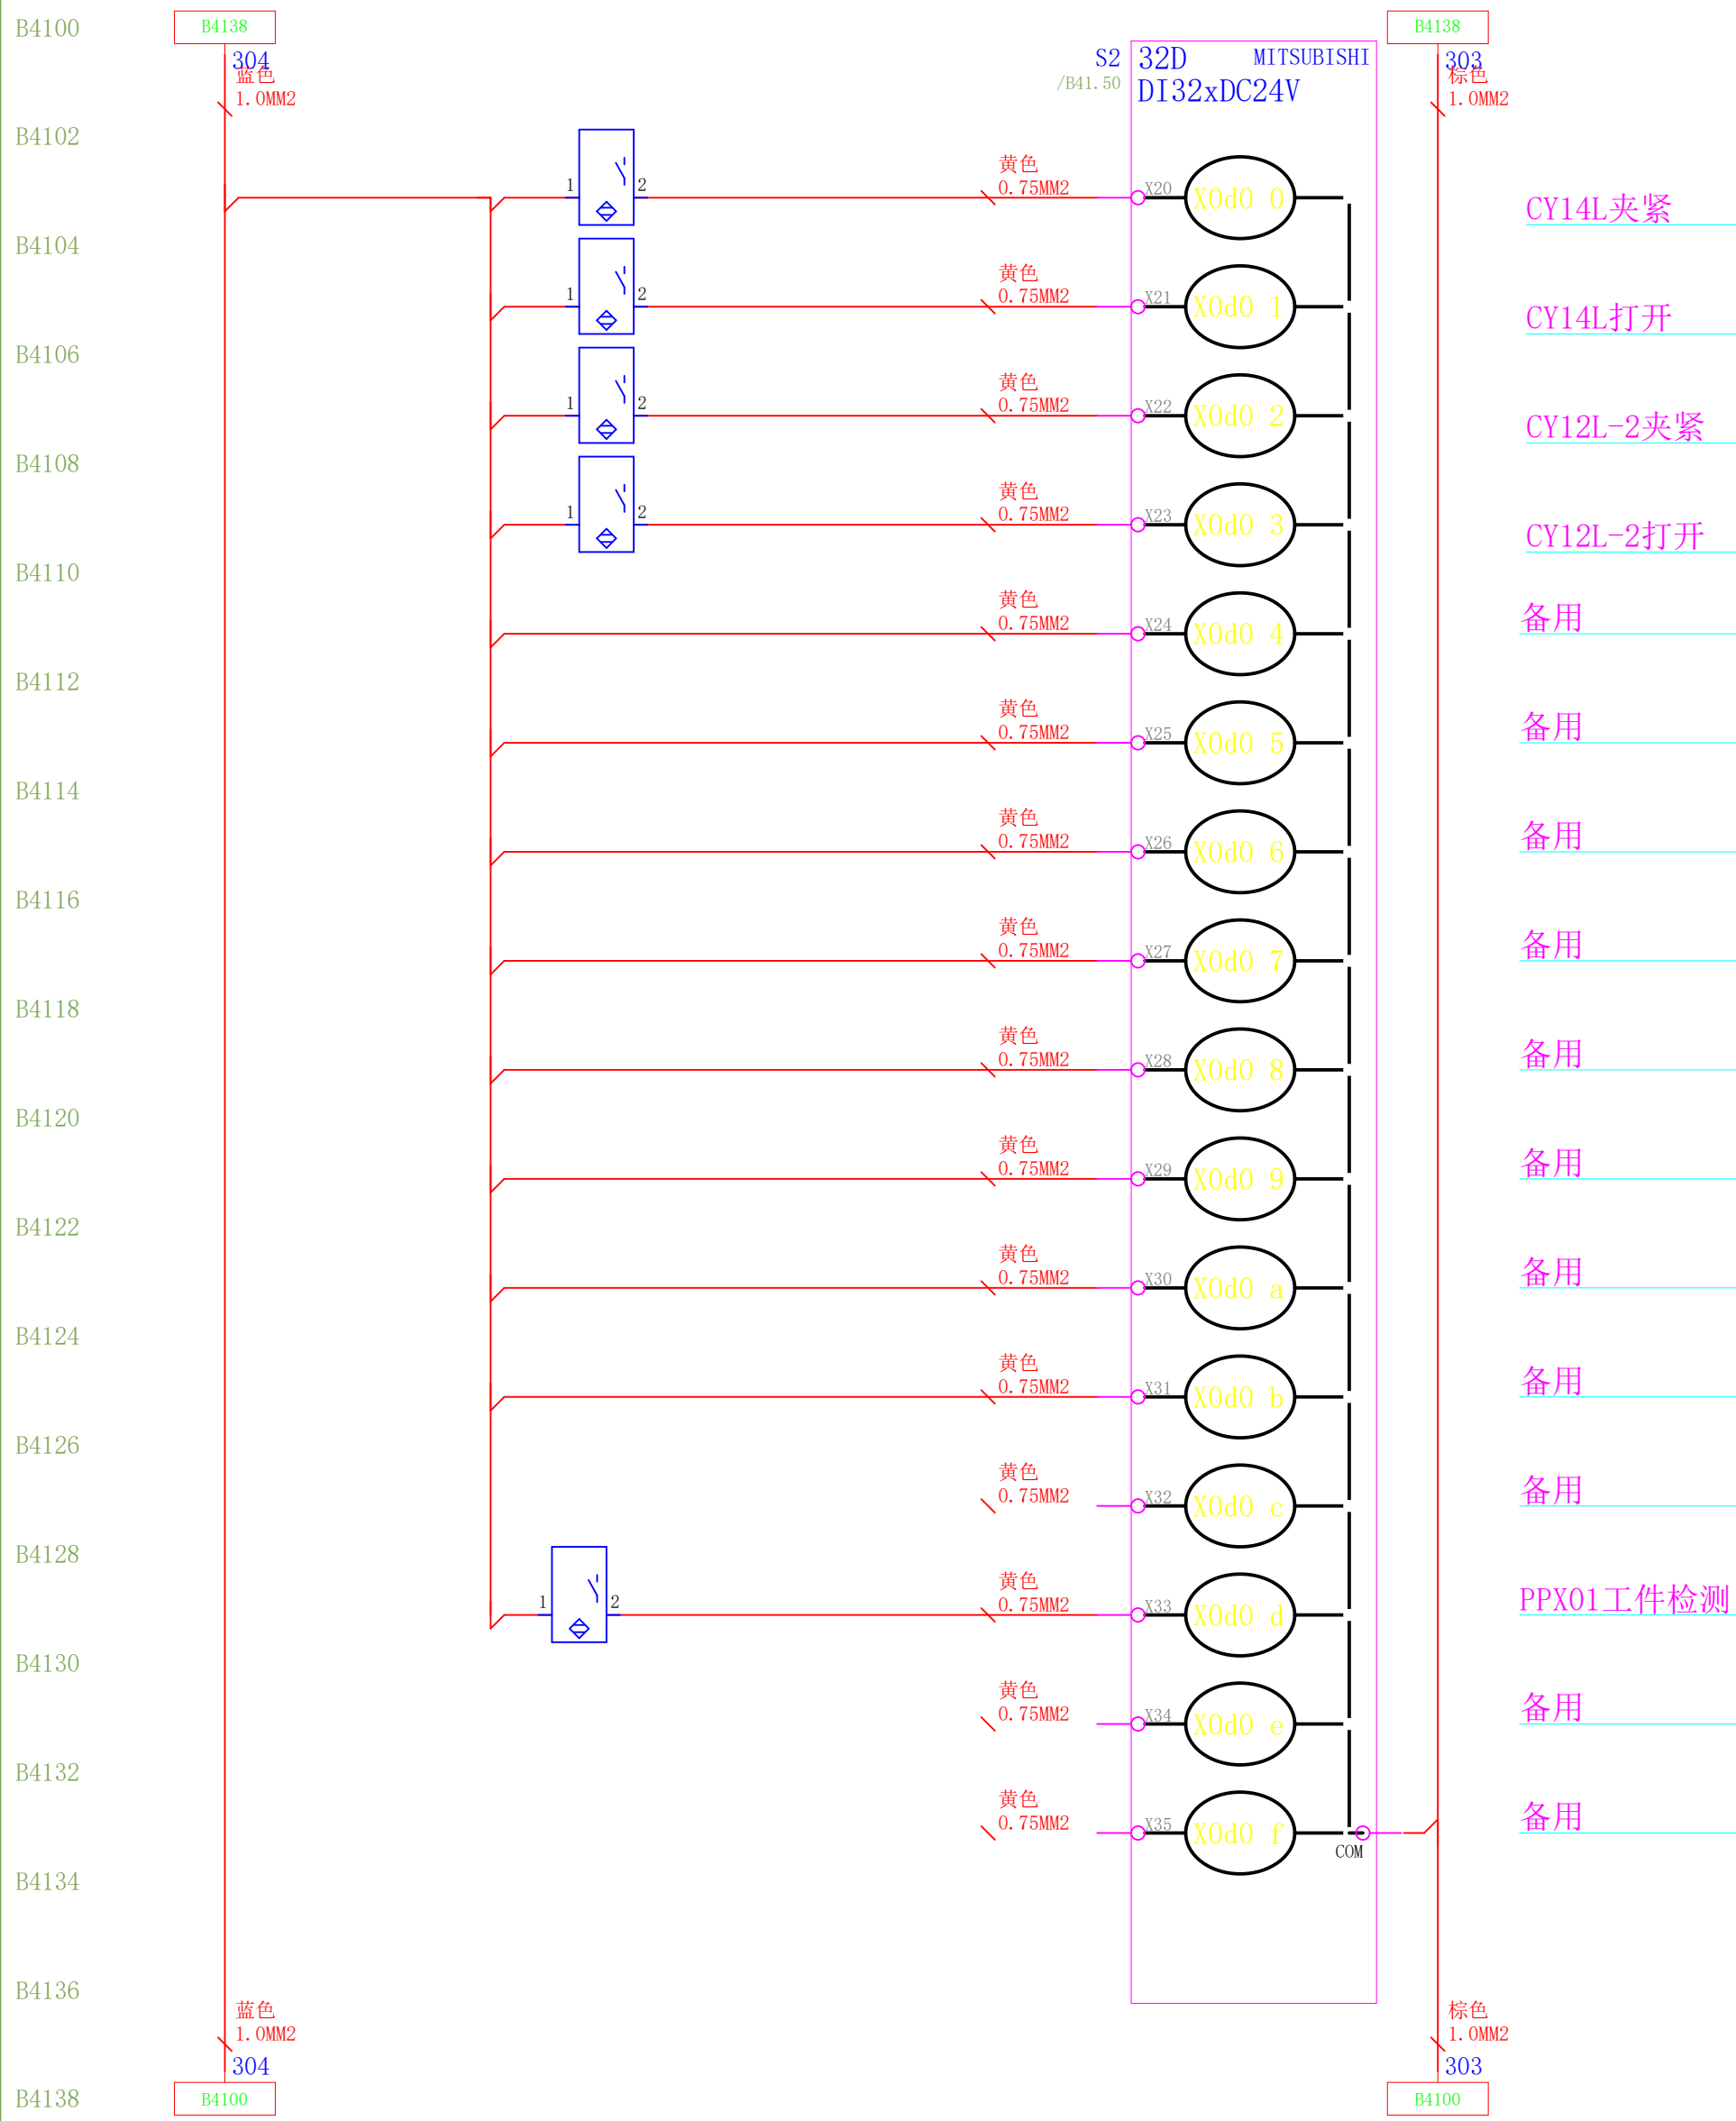 B4100
B4138
304
蓝色
1.0MM2
S2
/B41.50
32D
MITSUBISHI
DI32xDC24V
B4138
303
棕色
1.0MM2
B4102
1
2
黄色
0.75MM2
X20
X0d0 0
CY14L夹紧
B4104
1
2
黄色
0.75MM2
X21
X0d0 1
CY14L打开
B4106
1
2
黄色
0.75MM2
X22
X0d0 2
CY12L-2夹紧
B4108
1
2
黄色
0.75MM2
X23
X0d0 3
CY12L-2打开
B4110
黄色
0.75MM2
X24
X0d0 4
备用
B4112
黄色
0.75MM2
X25
X0d0 5
备用
B4114
黄色
0.75MM2
X26
X0d0 6
备用
B4116
黄色
0.75MM2
X27
X0d0 7
备用
B4118
黄色
0.75MM2
X28
X0d0 8
备用
B4120
黄色
0.75MM2
X29
X0d0 9
备用
B4122
黄色
0.75MM2
X30
X0d0 a
备用
B4124
黄色
0.75MM2
X31
X0d0 b
备用
B4126
黄色
0.75MM2
X32
X0d0 c
备用
B4128
1
2
黄色
0.75MM2
X33
X0d0 d
PPX01工件检测
B4130
黄色
0.75MM2
X34
X0d0 e
备用
B4132
黄色
0.75MM2
X35
X0d0 f
COM
备用
B4134
B4136
蓝色
1.0MM2
304
B4100
棕色
1.0MM2
303
B4100
B4138